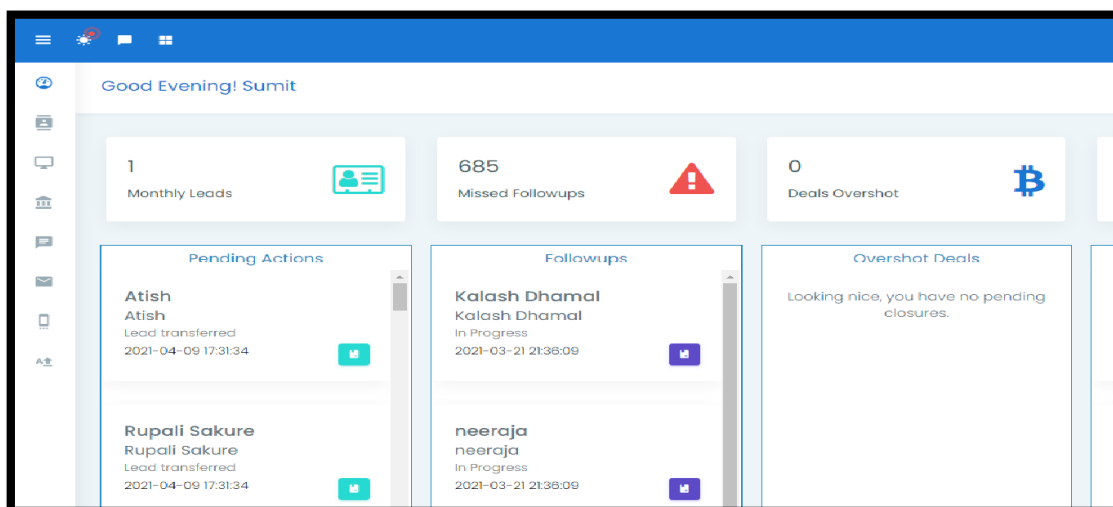 Good Evening! Sumit
1
Monthly Leads
685
Missed Followups
0
Deals Overshot
Pending Actions
Atish
Atish
Lead transferred
2021-04-09 17:31:34
Rupali Sakure
Rupali Sakure
Lead transferred
2021-04-09 17:31:34
Followups
Kalash Dhamal
Kalash Dhamal
In Progress
2021-03-21 21:36:09
neeraja
neeraja
In Progress
2021-03-21 21:36:09
Overshot Deals
Looking nice, you have no pending
closures.